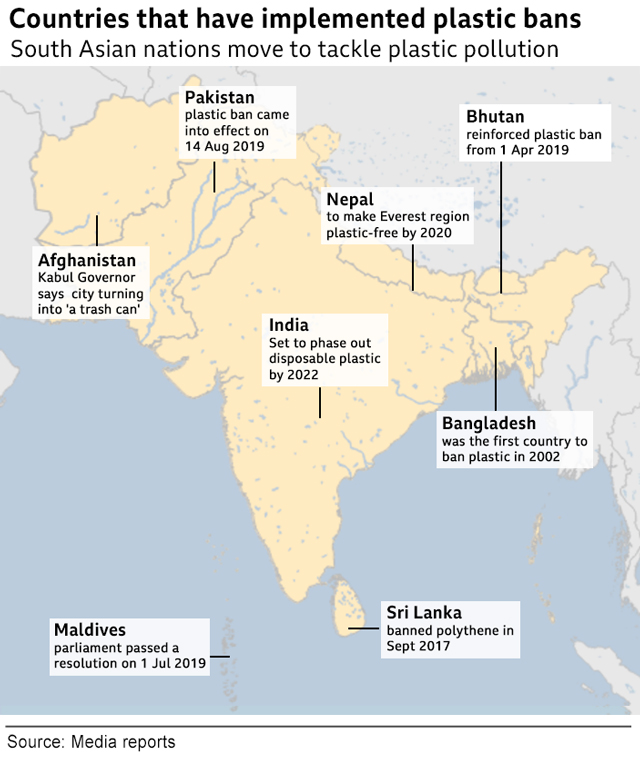 Countries that have implemented plastic bans
South Asian nations move to tackle plastic pollution
Pakistan
plastic ban came
into effect on
14 Aug 2019
Bhutan
reinforced plastic ban
from 1 Apr 2019
Nepal
to make Everest region
plastic-free by 2020
Afghanistan
Kabul Governor
says city turning
into 'a trash can'
India
Set to phase out
disposable plastic
by 2022
Bangladesh
was the first country to
ban plastic in 2002
Sri Lanka
banned polythene in
Sept 2017
Maldives
parliament passed a
resolution on 1 Jul 2019
Source: Media reports